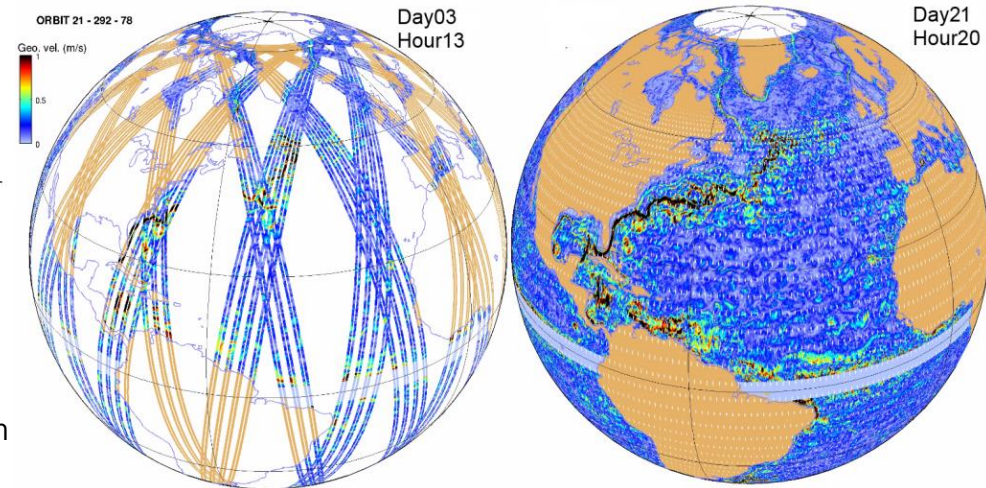 ORBIT 21 - 292 - 78
Geo. vel. (m/s)
1
0.5
0
Day03
Hour13
Day21
Hour20